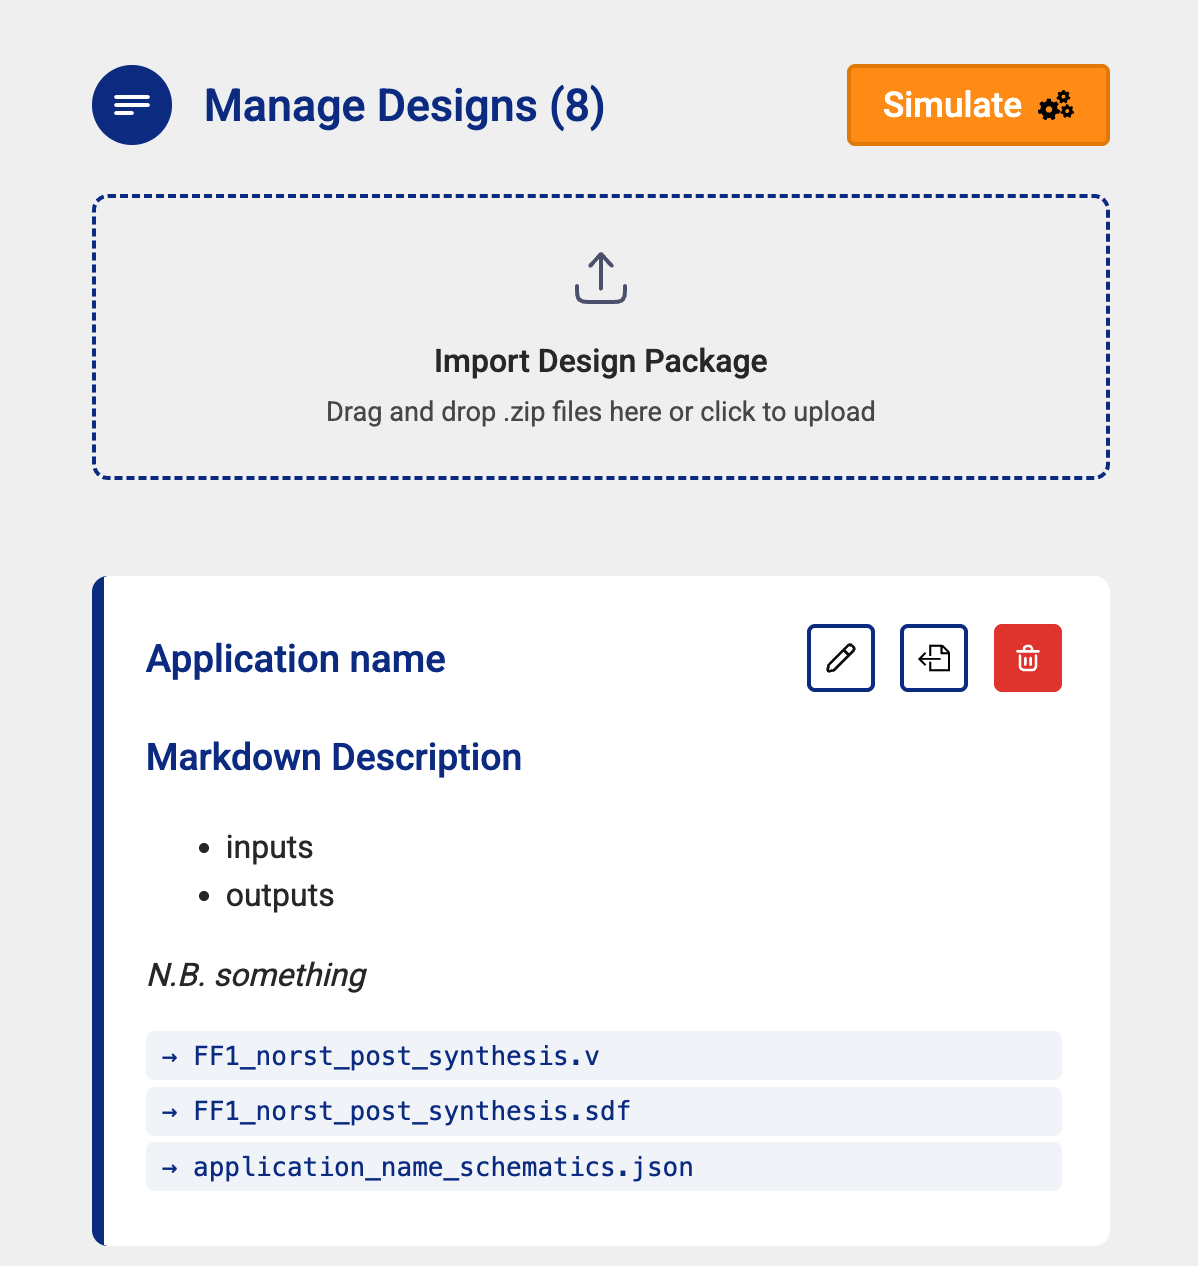 Manage Designs (8)
Simulate
Import Design Package
Drag and drop .zip files here or click to upload
Application name
Markdown Description
• inputs
• outputs
N.B. something
→ FF1_norst_post_synthesis.v
→ FF1_norst_post_synthesis.sdf
→ application_name_schematics.json